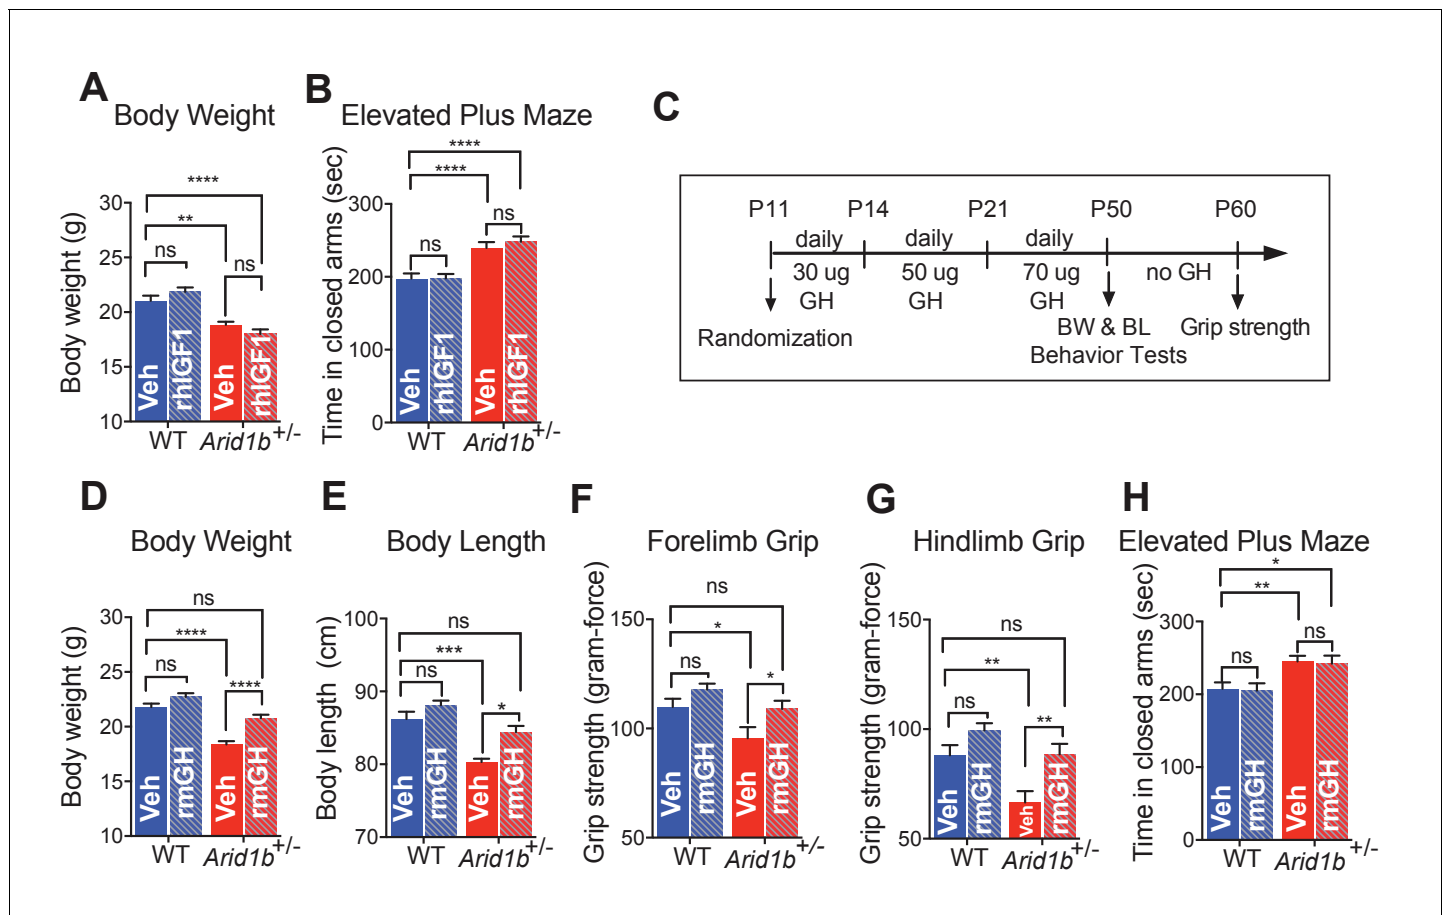 A
Body Weight
Body weight (g)
30
25
20
15
10
****
**
ns
ns
Veh
rhIGF1
Veh
rhIGF1
WT
Arid1b+/-
B
Elevated Plus Maze
Time in closed arms (sec)
300
200
100
0
****
****
ns
ns
Veh
rhIGF1
Veh
rhIGF1
WT
Arid1b+/-
C
P11 P14 P21 P50 P60
daily daily daily
30 ug 50 ug 70 ug no GH
GH GH GH
Randomization
BW & BL
Behavior Tests
Grip strength
D
Body Weight
Body weight (g)
30
25
20
15
10
ns
****
ns
****
Veh
rmGH
Veh
rmGH
WT
Arid1b+/-
E
Body Length
Body length (cm)
100
90
80
70
ns
***
ns
*
Veh
rmGH
Veh
rmGH
WT
Arid1b+/-
F
Forelimb Grip
Grip strength (gram-force)
150
100
50
ns
*
ns
*
Veh
rmGH
Veh
rmGH
WT
Arid1b+/-
G
Hindlimb Grip
Grip strength (gram-force)
150
100
50
ns
**
ns
**
Veh
rmGH
Veh
rmGH
WT
Arid1b+/-
H
Elevated Plus Maze
Time in closed arms (sec)
300
200
100
0
*
**
ns
ns
Veh
rmGH
Veh
rmGH
WT
Arid1b+/-